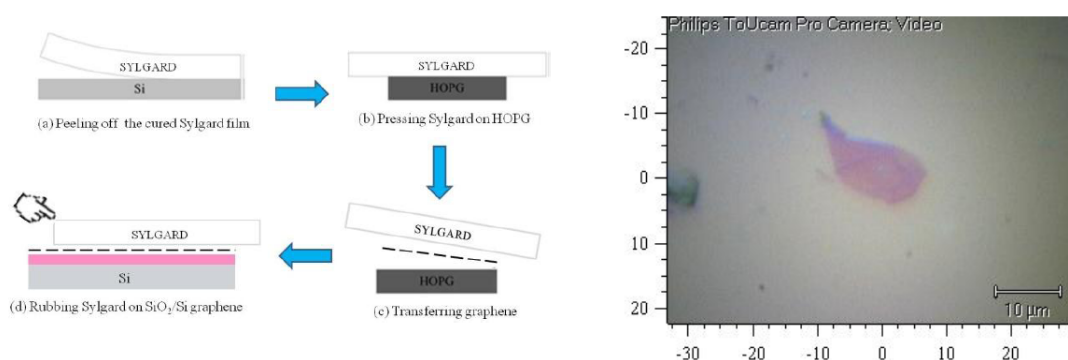 SYLGARD
Si
(a) Peeling off the cured Sylgard film
SYLGARD
HOPG
(b) Pressing Sylgard on HOPG
SYLGARD
HOPG
(c) Transferring graphene
SYLGARD
Si
(d) Rubbing Sylgard on SiO₂/Si graphene
Philips ToUcam Pro Camera; Video
-20
-10
0
10
20
10 µm
-30 -20 -10 0 10 20